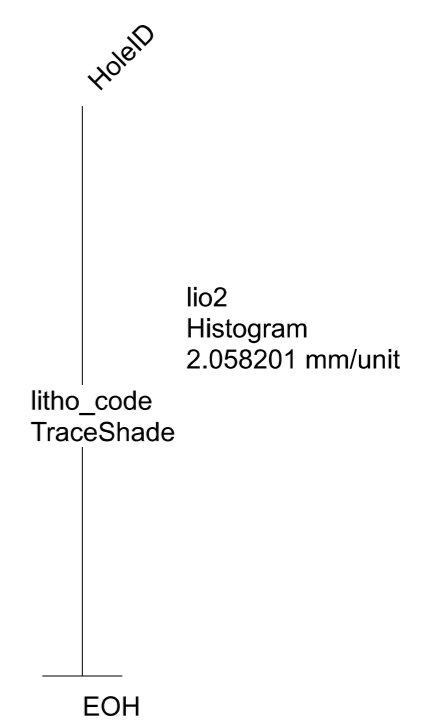 HoleID
lio2
Histogram
2.058201 mm/unit
litho_code
TraceShade
EOH